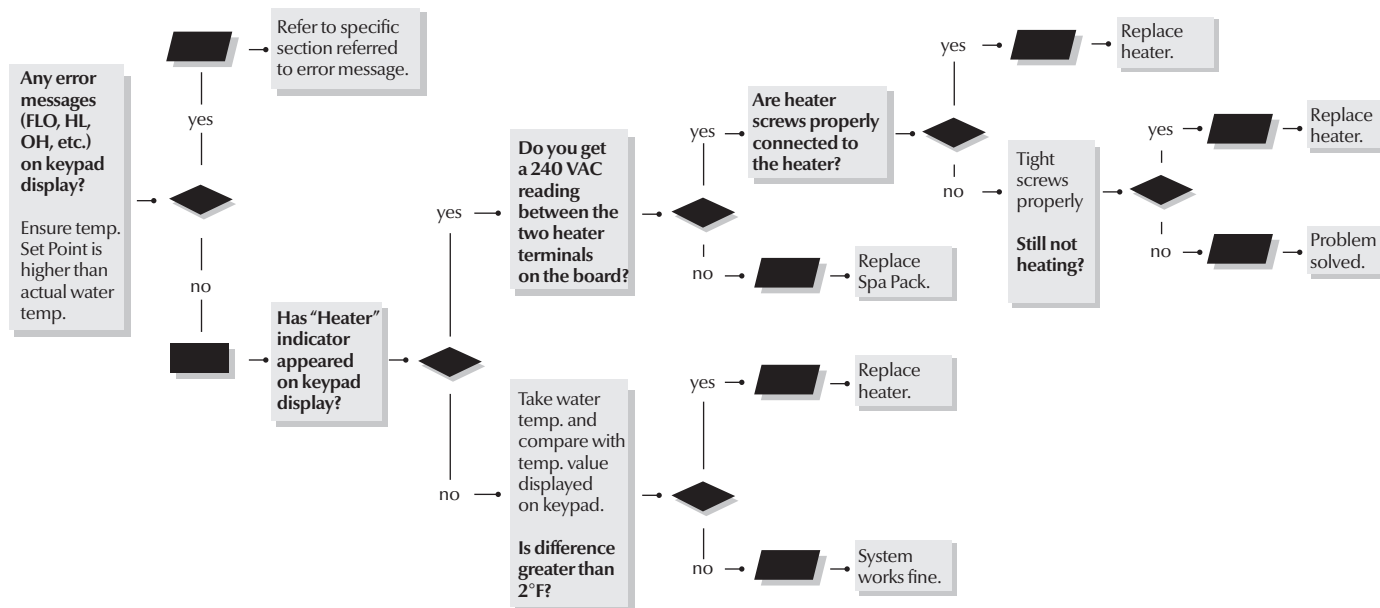 Any error
messages
(FLO, HL,
OH, etc.)
on keypad
display?
Ensure temp.
Set Point is
higher than
actual water
temp.
yes
no
Refer to specific
section referred
to error message.
Has “Heater”
indicator
appeared
on keypad
display?
yes
no
Do you get
a 240 VAC
reading
between the
two heater
terminals
on the board?
yes
no
Are heater
screws properly
connected to
the heater?
yes
no
Replace
heater.
Tight
screws
properly
Still not
heating?
yes
no
Replace
heater.
Problem
solved.
Replace
Spa Pack.
Take water
temp. and
compare with
temp. value
displayed
on keypad.
Is difference
greater than
2°F?
yes
no
Replace
heater.
System
works fine.